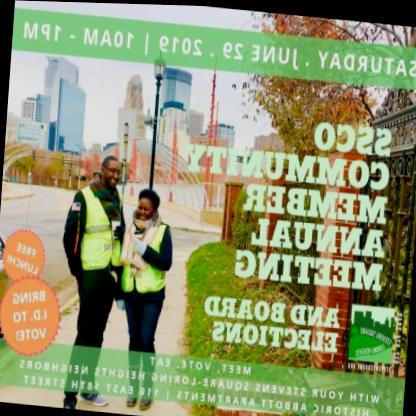 SATURDAY . JUNE 29 . 2019 | 10AM - 1PM
SSCO
COMMUNITY
MEMBER
ANNUAL
MEETING
AND BOARD
ELECTIONS
FREE
LUNCH!
BRING
I.D. TO
VOTE!
MEET, VOTE, EAT
WITH YOUR STEVENS SQUARE-LORING HEIGHTS NEIGHBORS
HISTORIC ABBOTT APARTMENTS | 110 EAST 18TH STREET